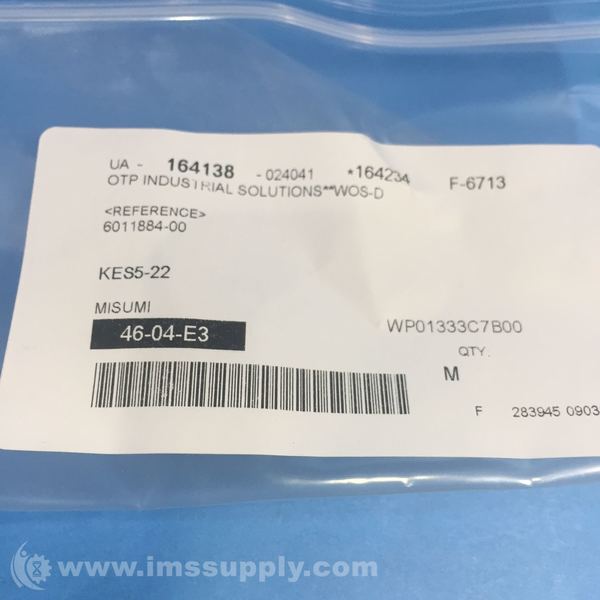 UA - 164138 -024041 *164234 F-6713
OTP INDUSTRIAL SOLUTIONS**WOS-D
<REFERENCE>
6011884-00
KES5-22
MISUMI
46-04-E3 WP01333C7B00
QTY.
M
F 283945 0903
www.imssupply.com